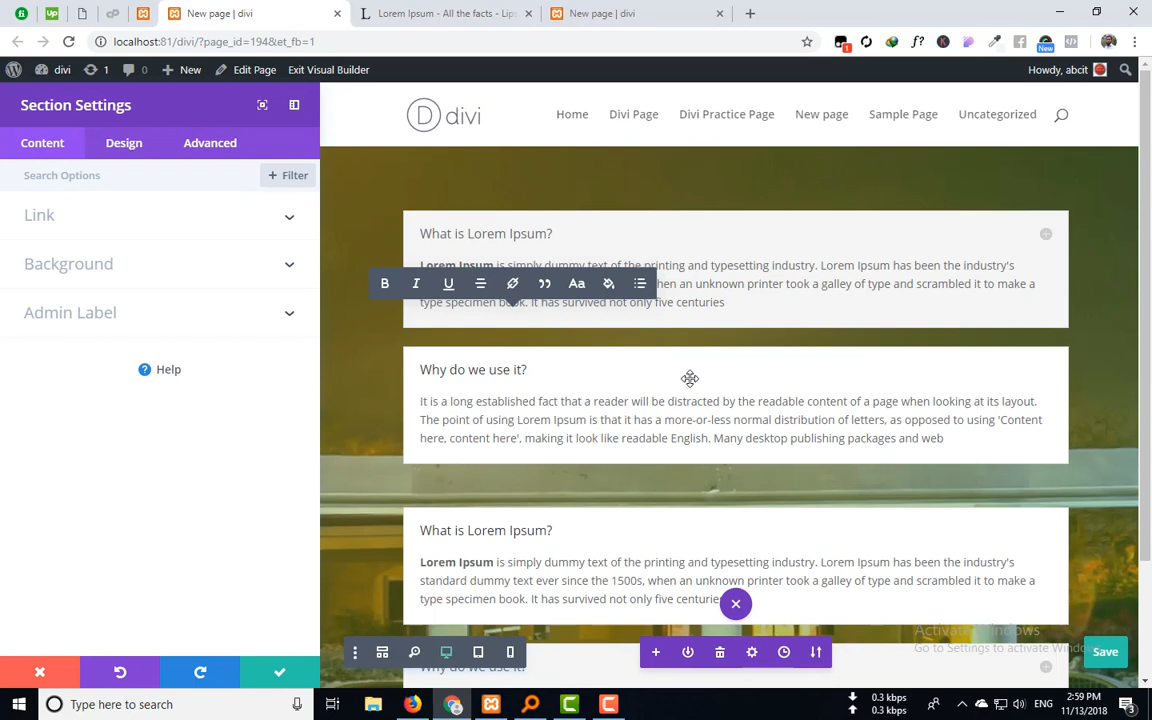 New page | divi
Lorem Ipsum - All the facts - Lips
New page | divi
localhost:81/divi/?page_id=194&et_fb=1
New
divi
1
0
New
Edit Page
Exit Visual Builder
Howdy, abcit
Section Settings
Content
Design
Advanced
Search Options
+ Filter
Link
Background
Admin Label
Help
D divi
Home
Divi Page
Divi Practice Page
New page
Sample Page
Uncategorized
What is Lorem Ipsum?
Lorem Ipsum is simply dummy text of the printing and typesetting industry. Lorem Ipsum has been the industry's
when an unknown printer took a galley of type and scrambled it to make a
type specimen book. It has survived not only five centuries
B
I
U
Aa
Why do we use it?
It is a long established fact that a reader will be distracted by the readable content of a page when looking at its layout.
The point of using Lorem Ipsum is that it has a more-or-less normal distribution of letters, as opposed to using 'Content
here, content here', making it look like readable English. Many desktop publishing packages and web
What is Lorem Ipsum?
Lorem Ipsum is simply dummy text of the printing and typesetting industry. Lorem Ipsum has been the industry's
standard dummy text ever since the 1500s, when an unknown printer took a galley of type and scrambled it to make a
type specimen book. It has survived not only five centuries
Why do we use it?
Activate Windows
Go to Settings to activate Windows.
Save
Type here to search
0.3 kbps
0.3 kbps
ENG
2:59 PM
11/13/2018
3